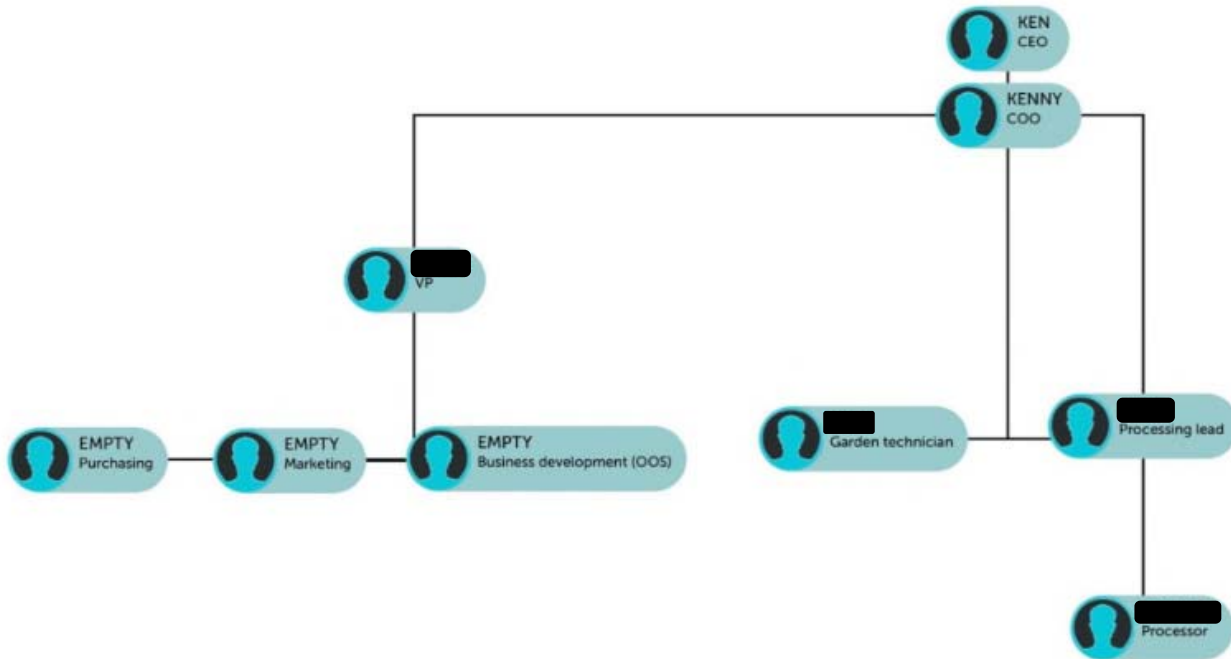 KEN
CEO
KENNY
COO
VP
EMPTY
Purchasing
EMPTY
Marketing
EMPTY
Business development (OOS)
Garden technician
Processing lead
Processor